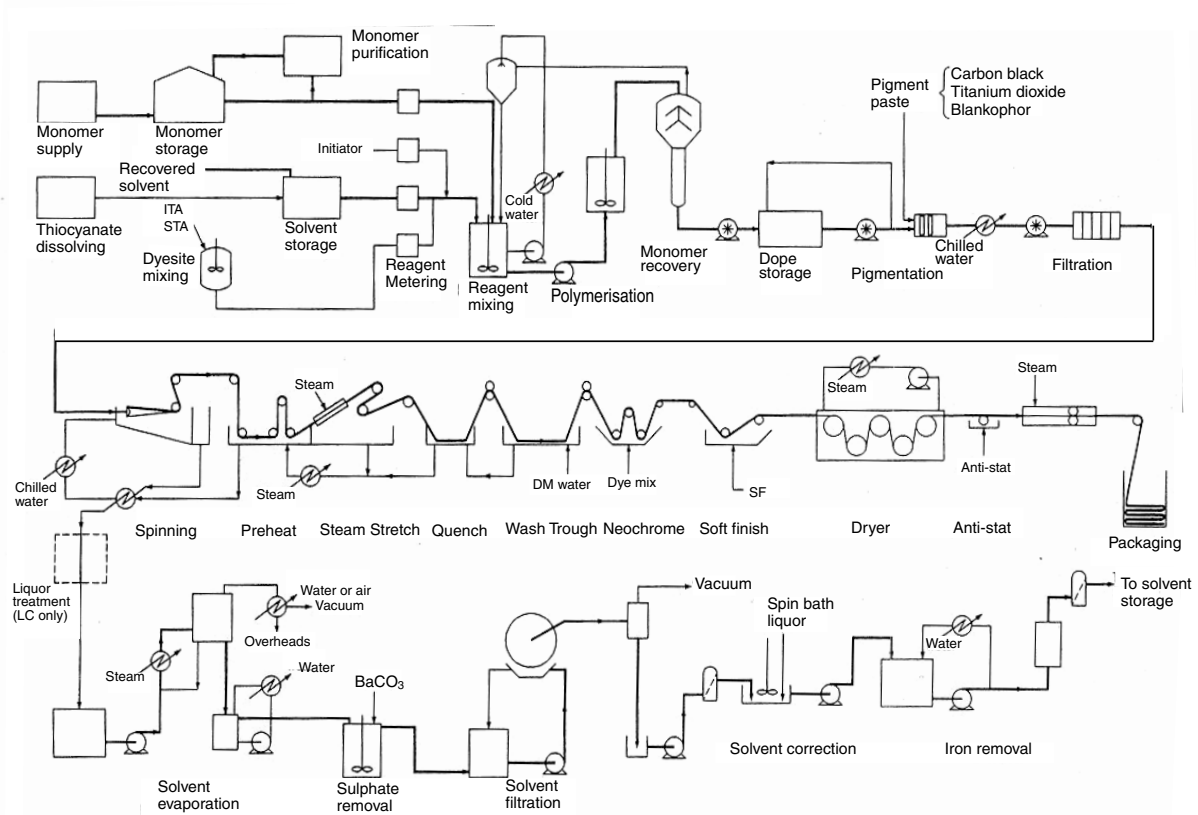 Monomer
purification
Monomer
supply
Monomer
storage
Initiator
Recovered
solvent
Thiocyanate
dissolving
ITA
STA
Solvent
storage
Dyesite
mixing
Reagent
Metering
Cold
water
Reagent
mixing
Polymerisation
Monomer
recovery
Pigment
paste
Carbon black
Titanium dioxide
Blankophor
Dope
storage
Pigmentation
Chilled
water
Filtration
Steam
Steam
Steam
Chilled
water
Steam
DM water
Dye mix
SF
Anti-stat
Spinning
Preheat
Steam Stretch
Quench
Wash Trough
Neochrome
Soft finish
Dryer
Anti-stat
Packaging
Liquor
treatment
(LC only)
Water or air
Vacuum
Overheads
Steam
Water
BaCO3
Vacuum
Spin bath
liquor
Water
To solvent
storage
Solvent
evaporation
Sulphate
removal
Solvent
filtration
Solvent correction
Iron removal